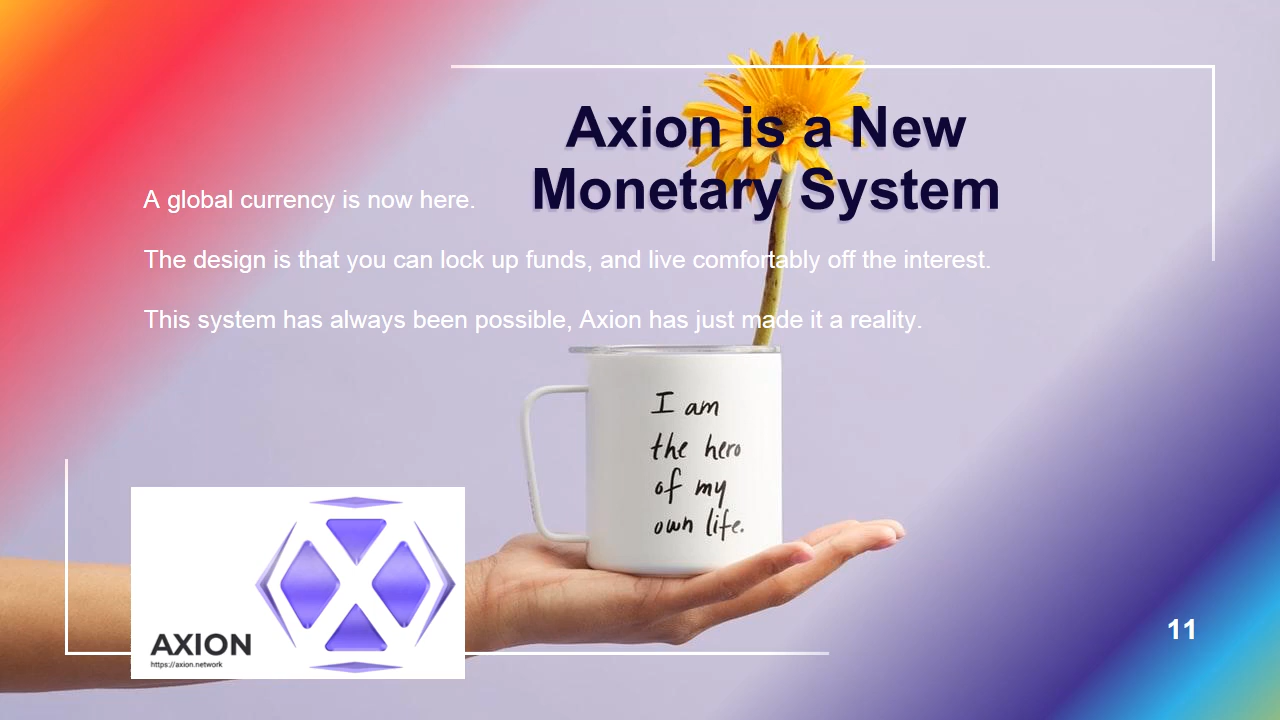 Axion is a New
Monetary System
A global currency is now here.
The design is that you can lock up funds, and live comfortably off the interest.
This system has always been possible, Axion has just made it a reality.
I am
the hero
of my
own life.
AXION
https://axion.network
11